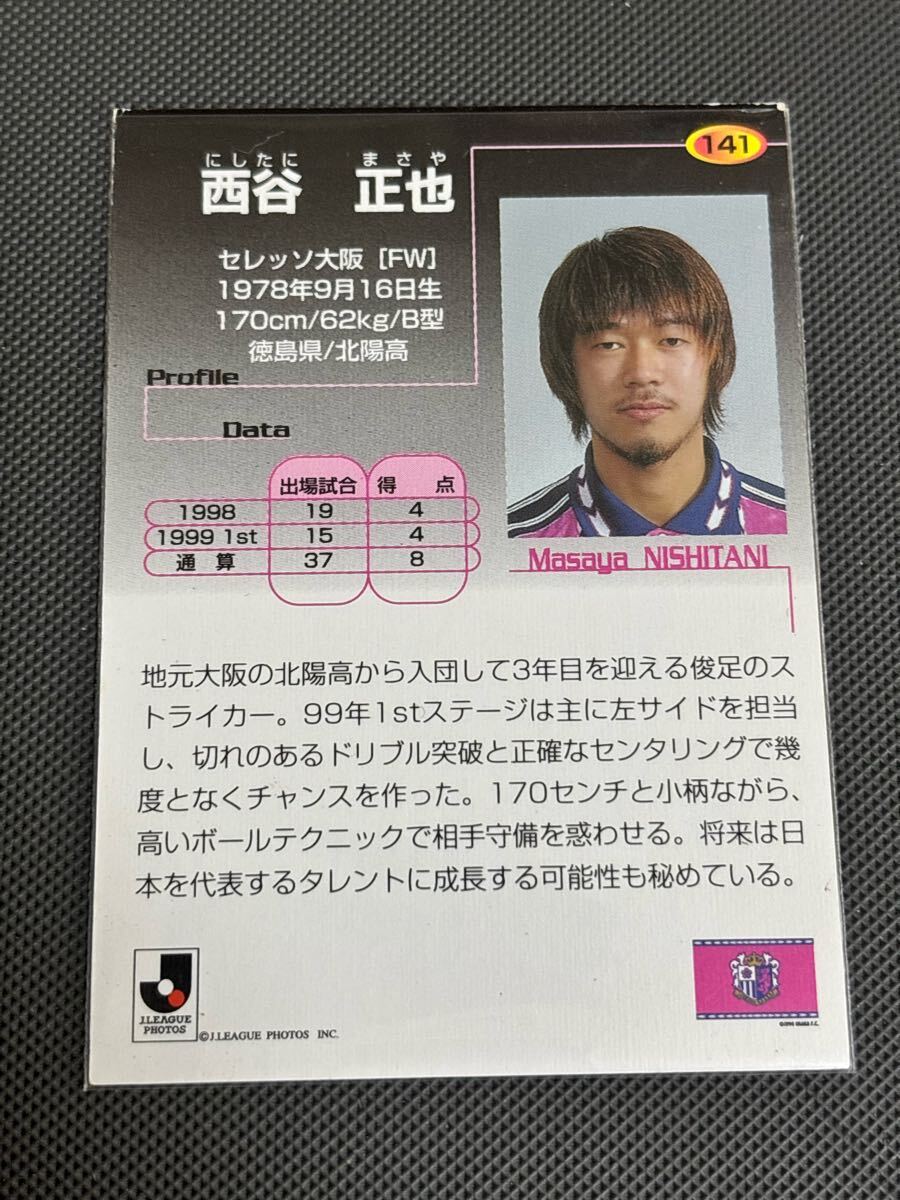 141
にしたに　まさや
西谷　正也
セレッソ大阪［FW］
1978年9月16日生
170cm/62kg/B型
徳島県/北陽高
Profile
Data
出場試合　得　点
1998　19　4
1999 1st　15　4
通　算　37　8
Masaya NISHITANI
地元大阪の北陽高から入団して3年目を迎える俊足のス
トライカー。99年1stステージは主に左サイドを担当
し、切れのあるドリブル突破と正確なセンタリングで幾
度となくチャンスを作った。170センチと小柄ながら、
高いボールテクニックで相手守備を惑わせる。将来は日
本を代表するタレントに成長する可能性も秘めている。
J.LEAGUE
PHOTOS
©J.LEAGUE PHOTOS INC.